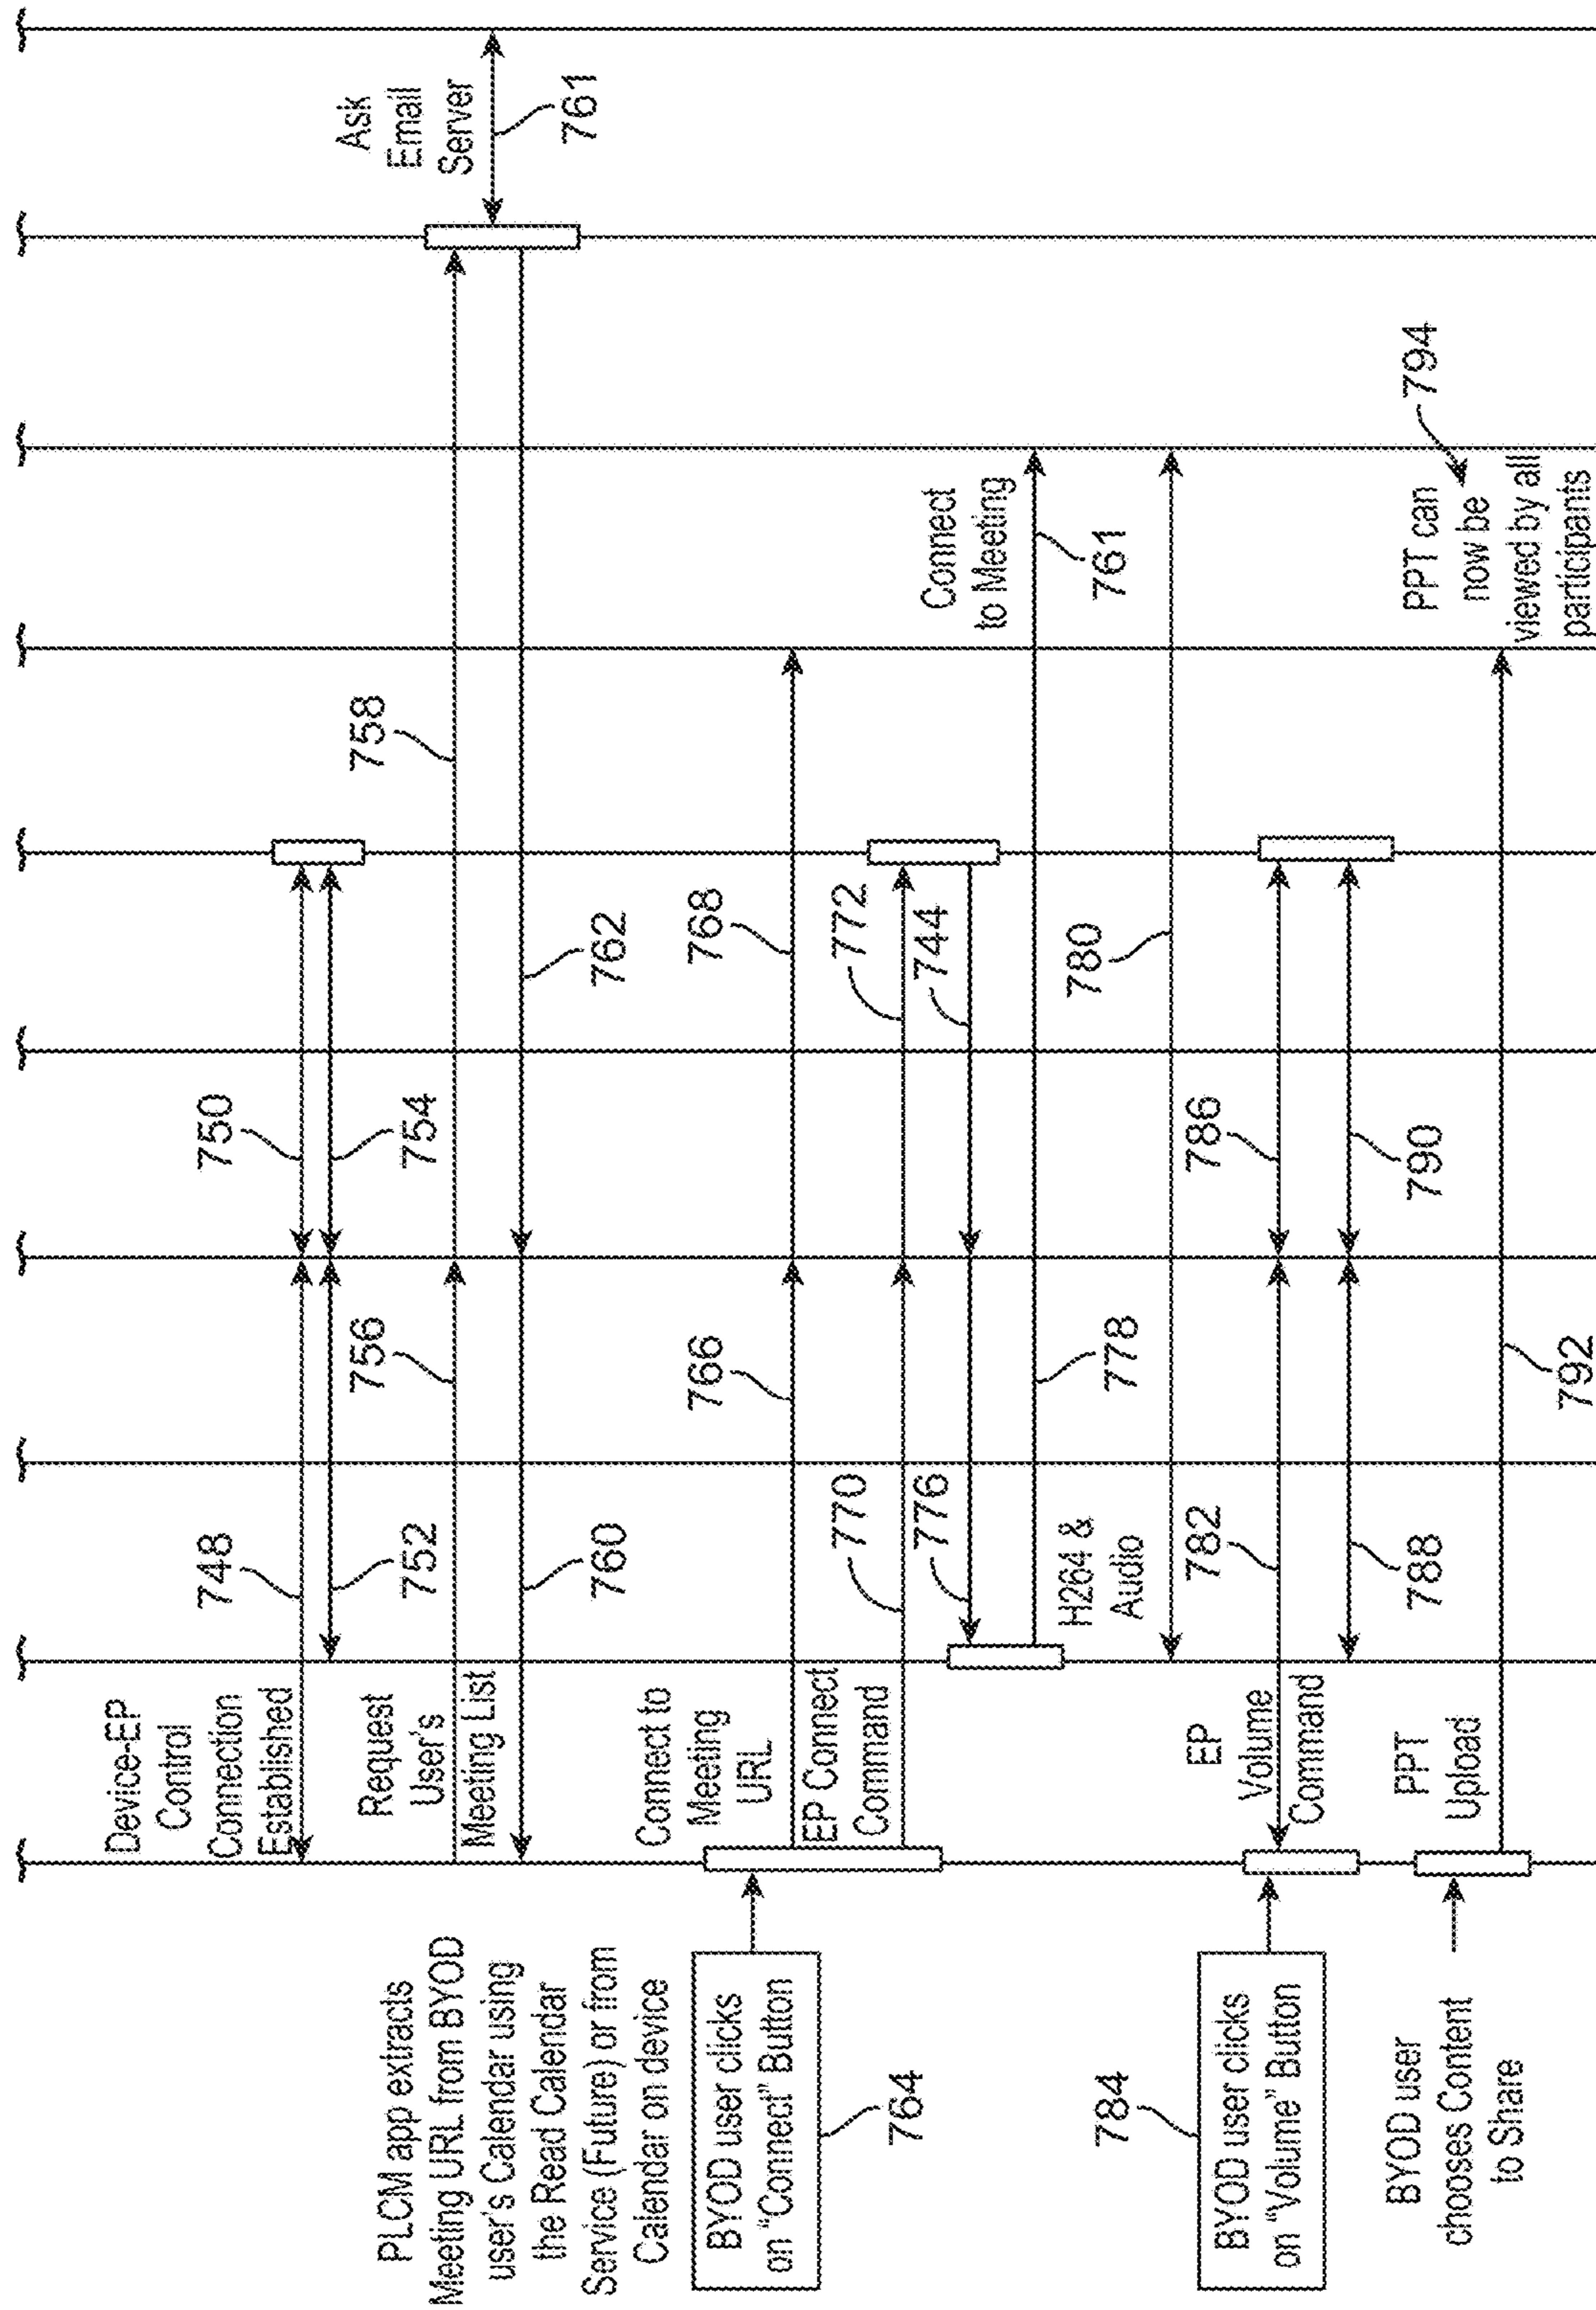 Device-EP
Control
Connection
Established
748
750
752
754
PLCM app extracts
Meeting URL from BYOD
user's Calendar using
the Read Calendar
Service (Future) or from
Calendar on device
Request
User's
Meeting List
756
758
Ask
Email
Server
761
760
762
BYOD user clicks
on "Connect" Button
764
Connect to
Meeting
URL
766
768
EP Connect
Command
770
772
776
744
Connect
to Meeting
761
778
H264 &
Audio
780
BYOD user clicks
on "Volume" Button
784
EP
Volume
Command
782
786
788
790
BYOD user
chooses Content
to Share
PPT
Upload
792
PPT can
now be
viewed by all
participants
794